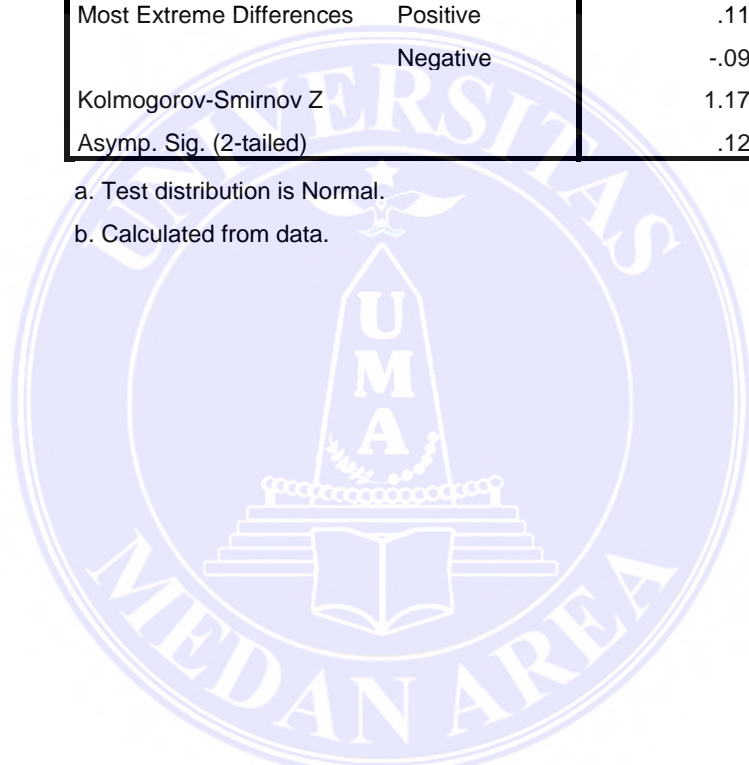 Most Extreme Differences Positive .11
Negative -.09
Kolmogorov-Smirnov Z 1.17
Asymp. Sig. (2-tailed) .12
a. Test distribution is Normal.
b. Calculated from data.
UNIVERSITAS
UMA
MEDAN AREA